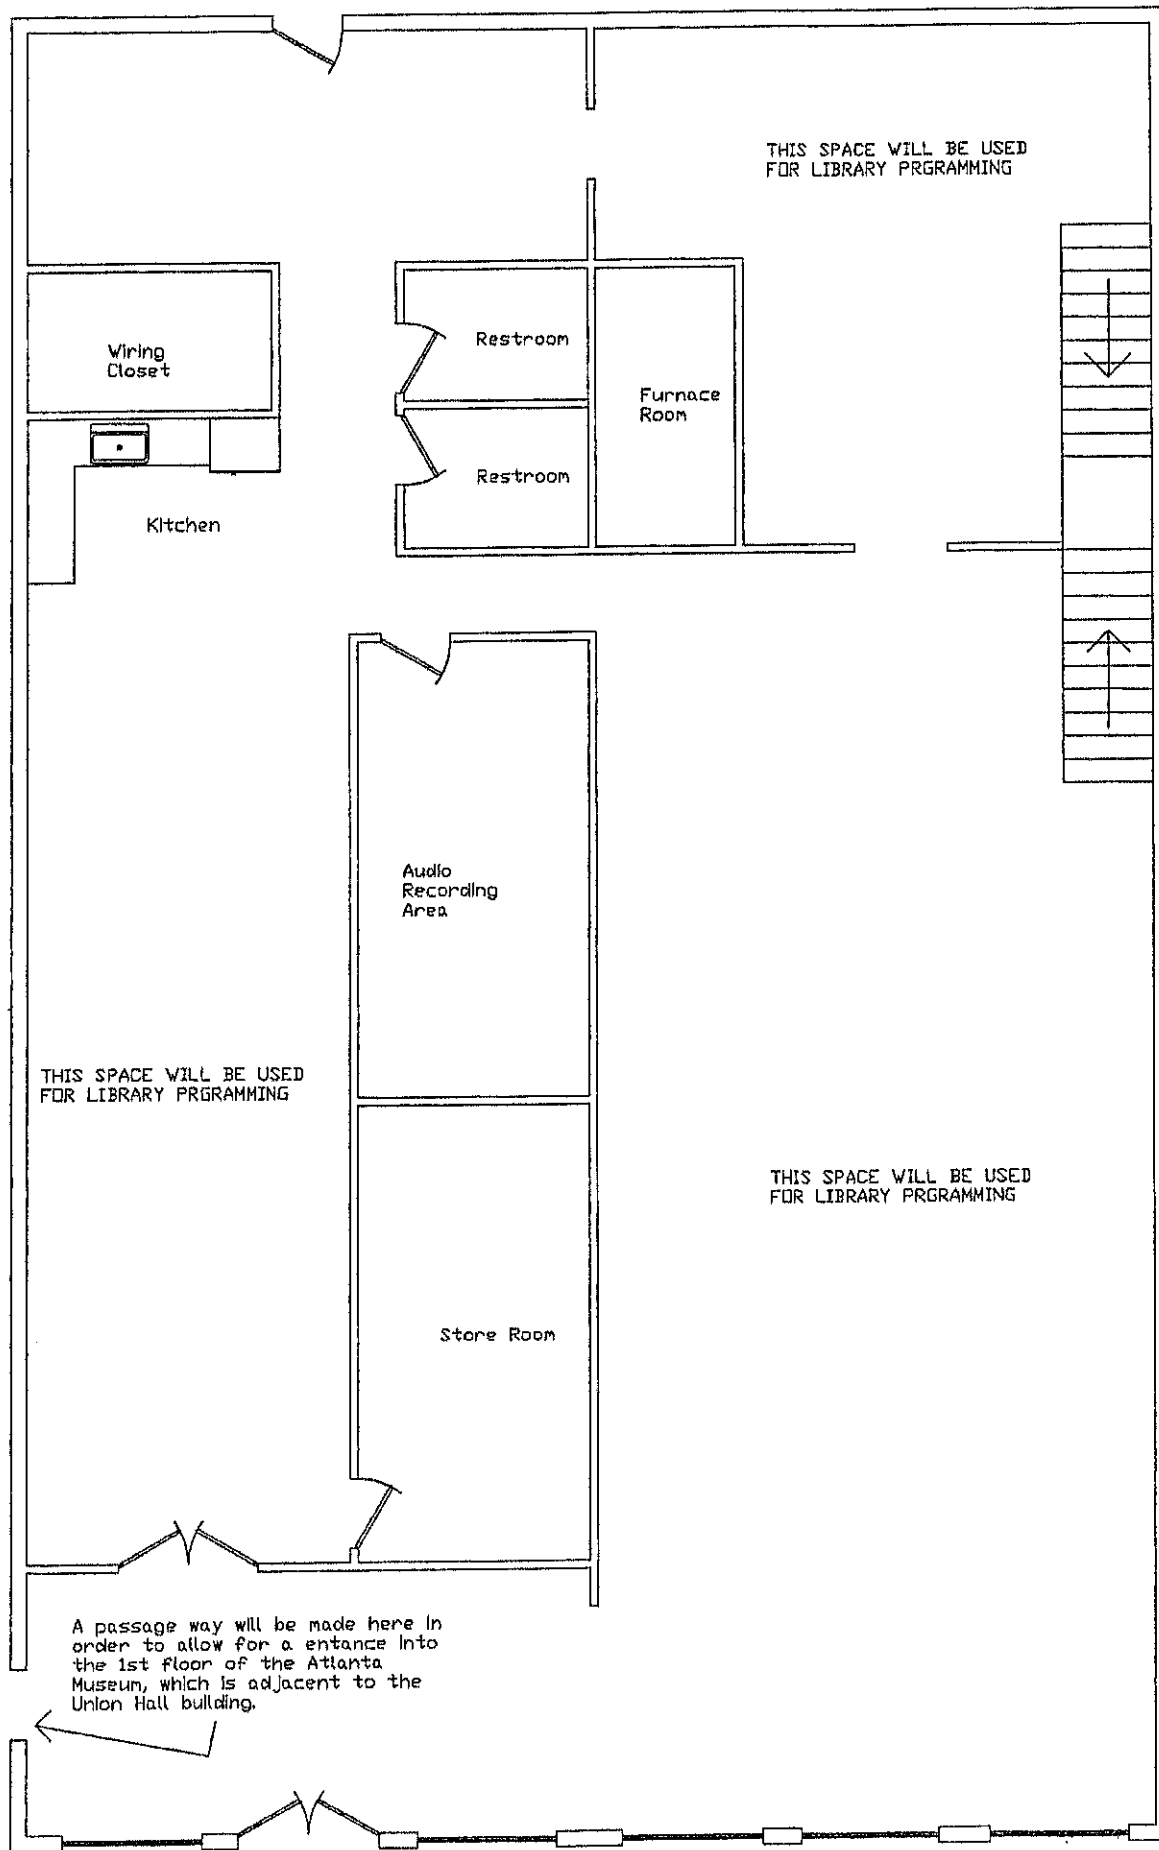 THIS SPACE WILL BE USED
FOR LIBRARY PRGRAMMING
Wiring
Closet
Restroom
Furnace
Room
Restroom
Kitchen
Audio
Recording
Area
THIS SPACE WILL BE USED
FOR LIBRARY PRGRAMMING
THIS SPACE WILL BE USED
FOR LIBRARY PRGRAMMING
Store Room
A passage way will be made here in
order to allow for a entance into
the 1st floor of the Atlanta
Museum, which is adjacent to the
Union Hall building.